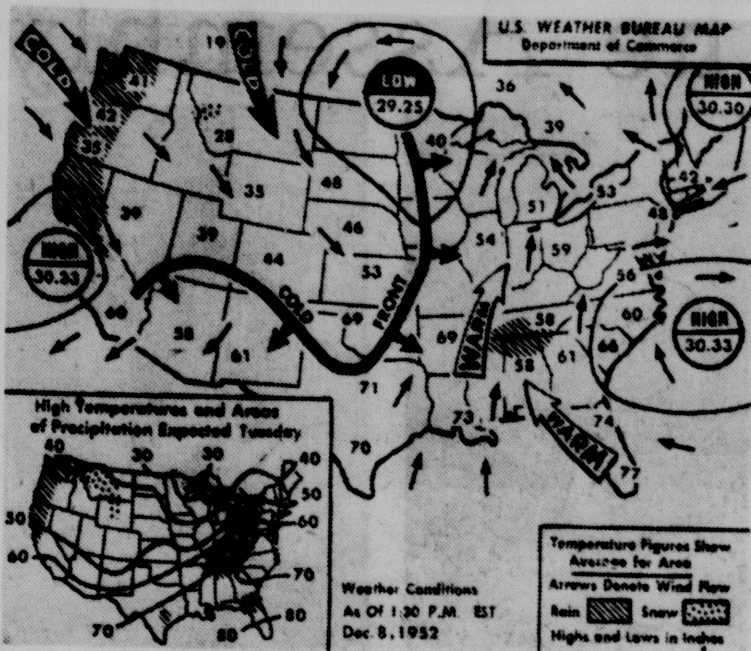 U.S. WEATHER BUREAU MAP
Department of Commerce
COLD
19
COLD
LOW
29.25
HIGH
30.30
41
42
35
28
36
39
40
42
35
48
51
53
48
39
39
44
46
54
59
53
56
HIGH
30.23
60
58
61
69
COLD FRONT
69
WARM
58
58
61
60
66
HIGH
30.33
71
70
73
74
77
WARM
High Temperatures and Areas
of Precipitation Expected Tuesday
40
30
30
40
50
60
50
60
70
70
80
80
Weather Conditions
As Of 1:30 P.M. EST
Dec. 8, 1952
Temperature Figures Show
Average for Area
Arrows Denote Wind Flow
Rain Snow
Highs and Lows in Inches